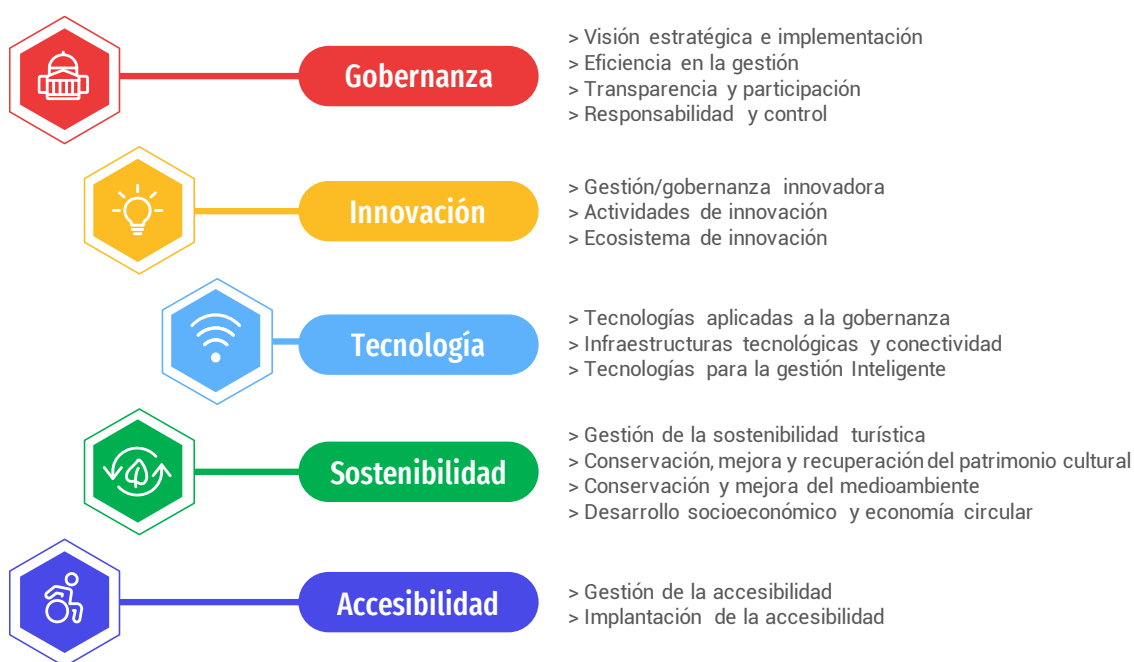 Gobernanza
> Visión estratégica e implementación
> Eficiencia en la gestión
> Transparencia y participación
> Responsabilidad y control
Innovación
> Gestión/gobernanza innovadora
> Actividades de innovación
> Ecosistema de innovación
Tecnología
> Tecnologías aplicadas a la gobernanza
> Infraestructuras tecnológicas y conectividad
> Tecnologías para la gestión Inteligente
Sostenibilidad
> Gestión de la sostenibilidad turística
> Conservación, mejora y recuperación del patrimonio cultural
> Conservación y mejora del medioambiente
> Desarrollo socioeconómico y economía circular
Accesibilidad
> Gestión de la accesibilidad
> Implantación de la accesibilidad